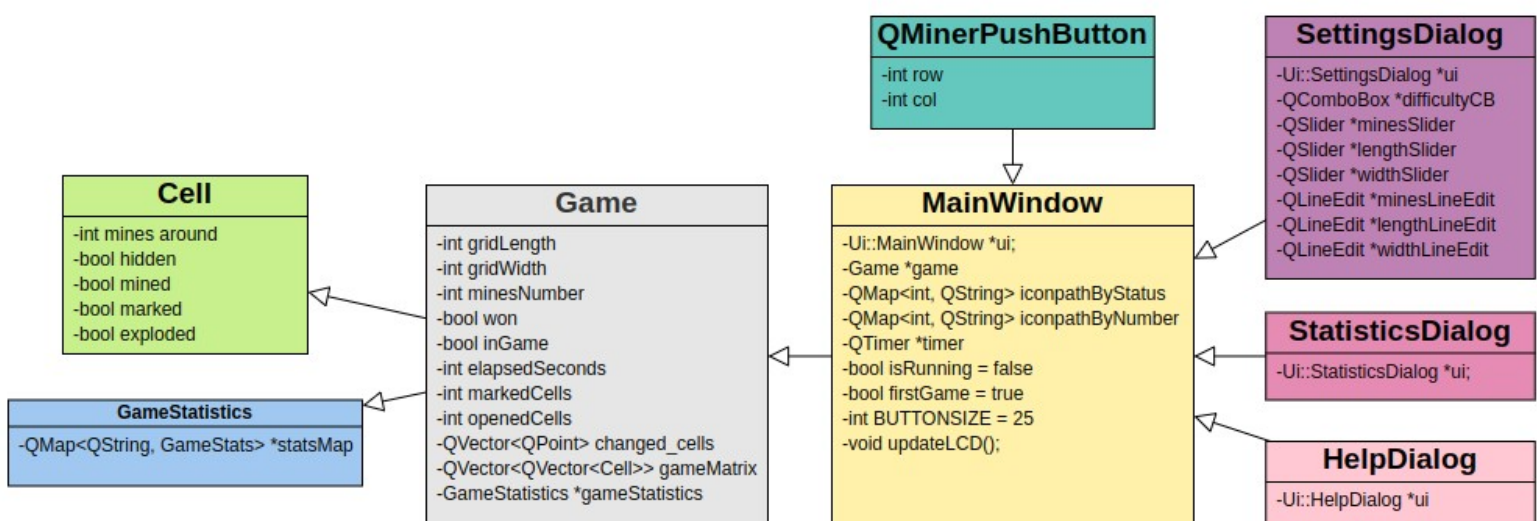 QMinerPushButton
-int row
-int col
SettingsDialog
-Ui::SettingsDialog *ui
-QComboBox *difficultyCB
-QSlider *minesSlider
-QSlider *lengthSlider
-QSlider *widthSlider
-QLineEdit *minesLineEdit
-QLineEdit *lengthLineEdit
-QLineEdit *widthLineEdit
Cell
-int mines around
-bool hidden
-bool mined
-bool marked
-bool exploded
Game
-int gridLength
-int gridWidth
-int minesNumber
-bool won
-bool inGame
-int elapsedSeconds
-int markedCells
-int openedCells
-QVector<QPoint> changed_cells
-QVector<QVector<Cell>> gameMatrix
-GameStatistics *gameStatistics
MainWindow
-Ui::MainWindow *ui;
-Game *game
-QMap<int, QString> iconpathByStatus
-QMap<int, QString> iconpathByNumber
-QTimer *timer
-bool isRunning = false
-bool firstGame = true
-int BUTTONSIZE = 25
-void updateLCD();
StatisticsDialog
-Ui::StatisticsDialog *ui;
GameStatistics
-QMap<QString, GameStats> *statsMap
HelpDialog
-Ui::HelpDialog *ui